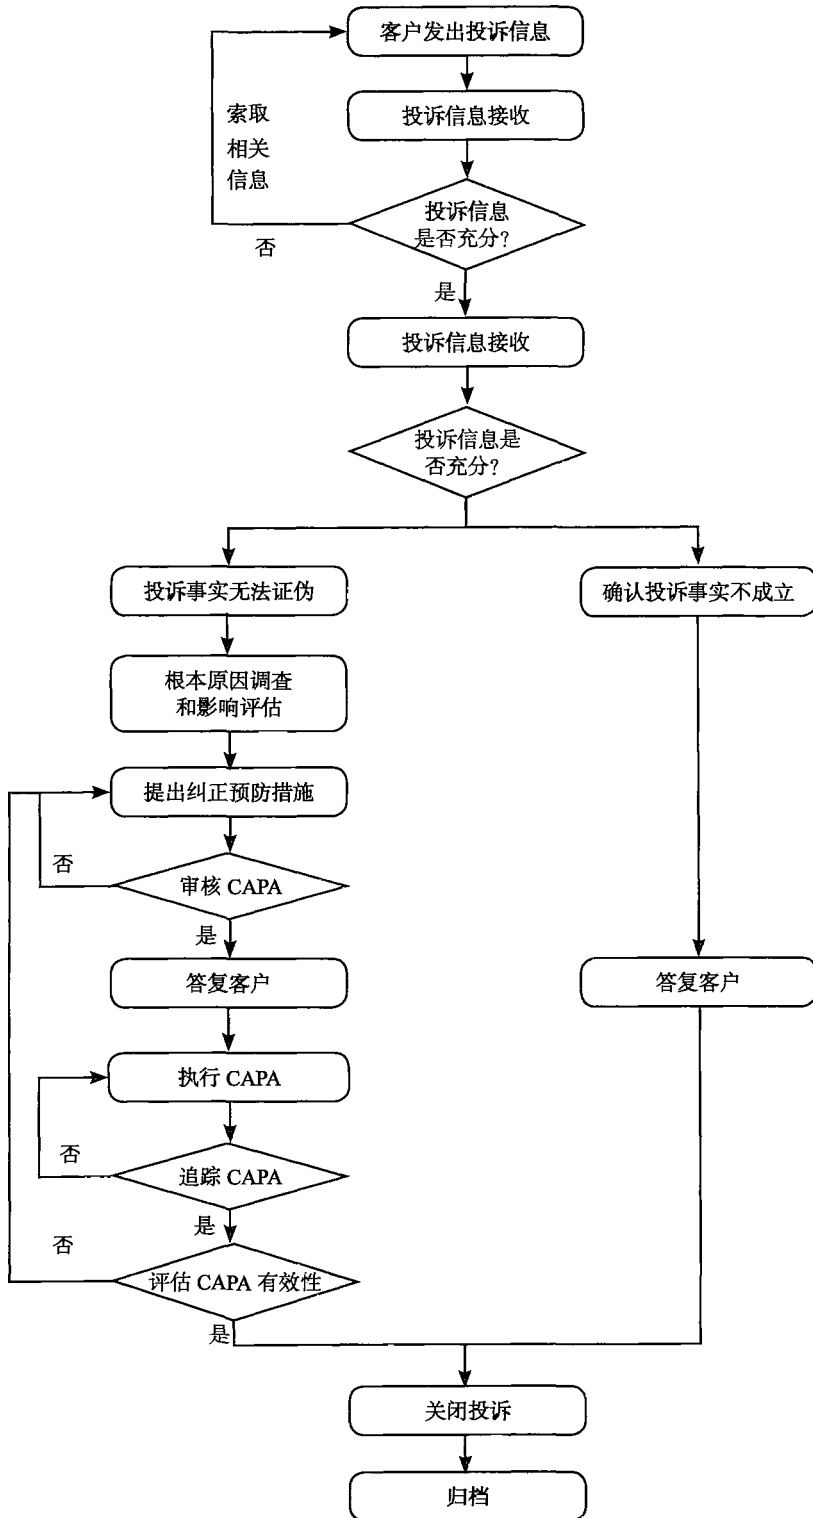 客户发出投诉信息
投诉信息接收
索取
相关
信息
投诉信息
是否充分?
否
是
投诉信息接收
投诉信息是
否充分?
投诉事实无法证伪
确认投诉事实不成立
根本原因调查
和影响评估
提出纠正预防措施
否
审核 CAPA
是
答复客户
答复客户
执行 CAPA
否
追踪 CAPA
是
否
评估 CAPA 有效性
是
关闭投诉
归档